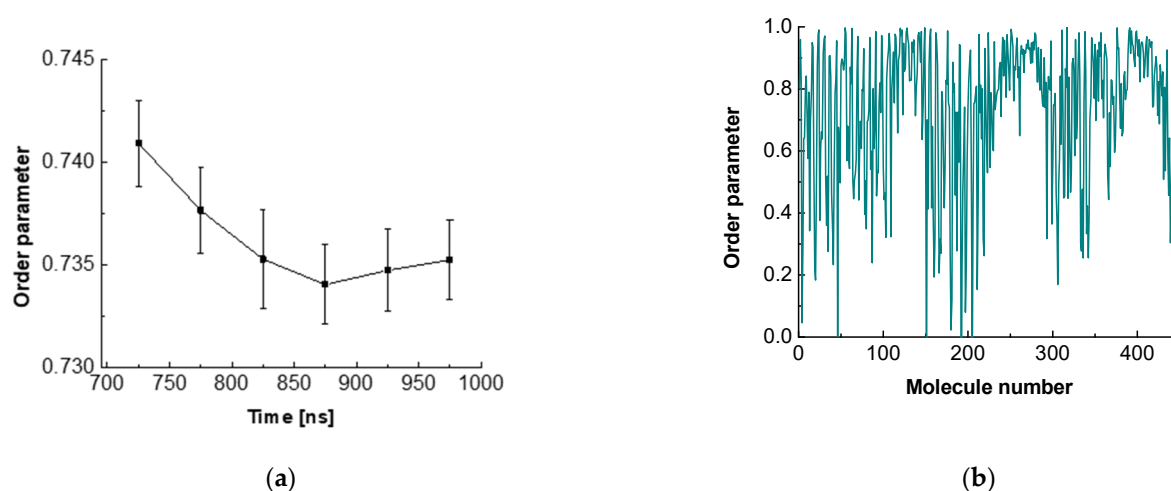 0.745
0.740
0.735
0.730
Order parameter
700 750 800 850 900 950 1000
Time [ns]
(a)
1.0
0.8
0.6
0.4
0.2
0.0
Order parameter
0 100 200 300 400
Molecule number
(b)